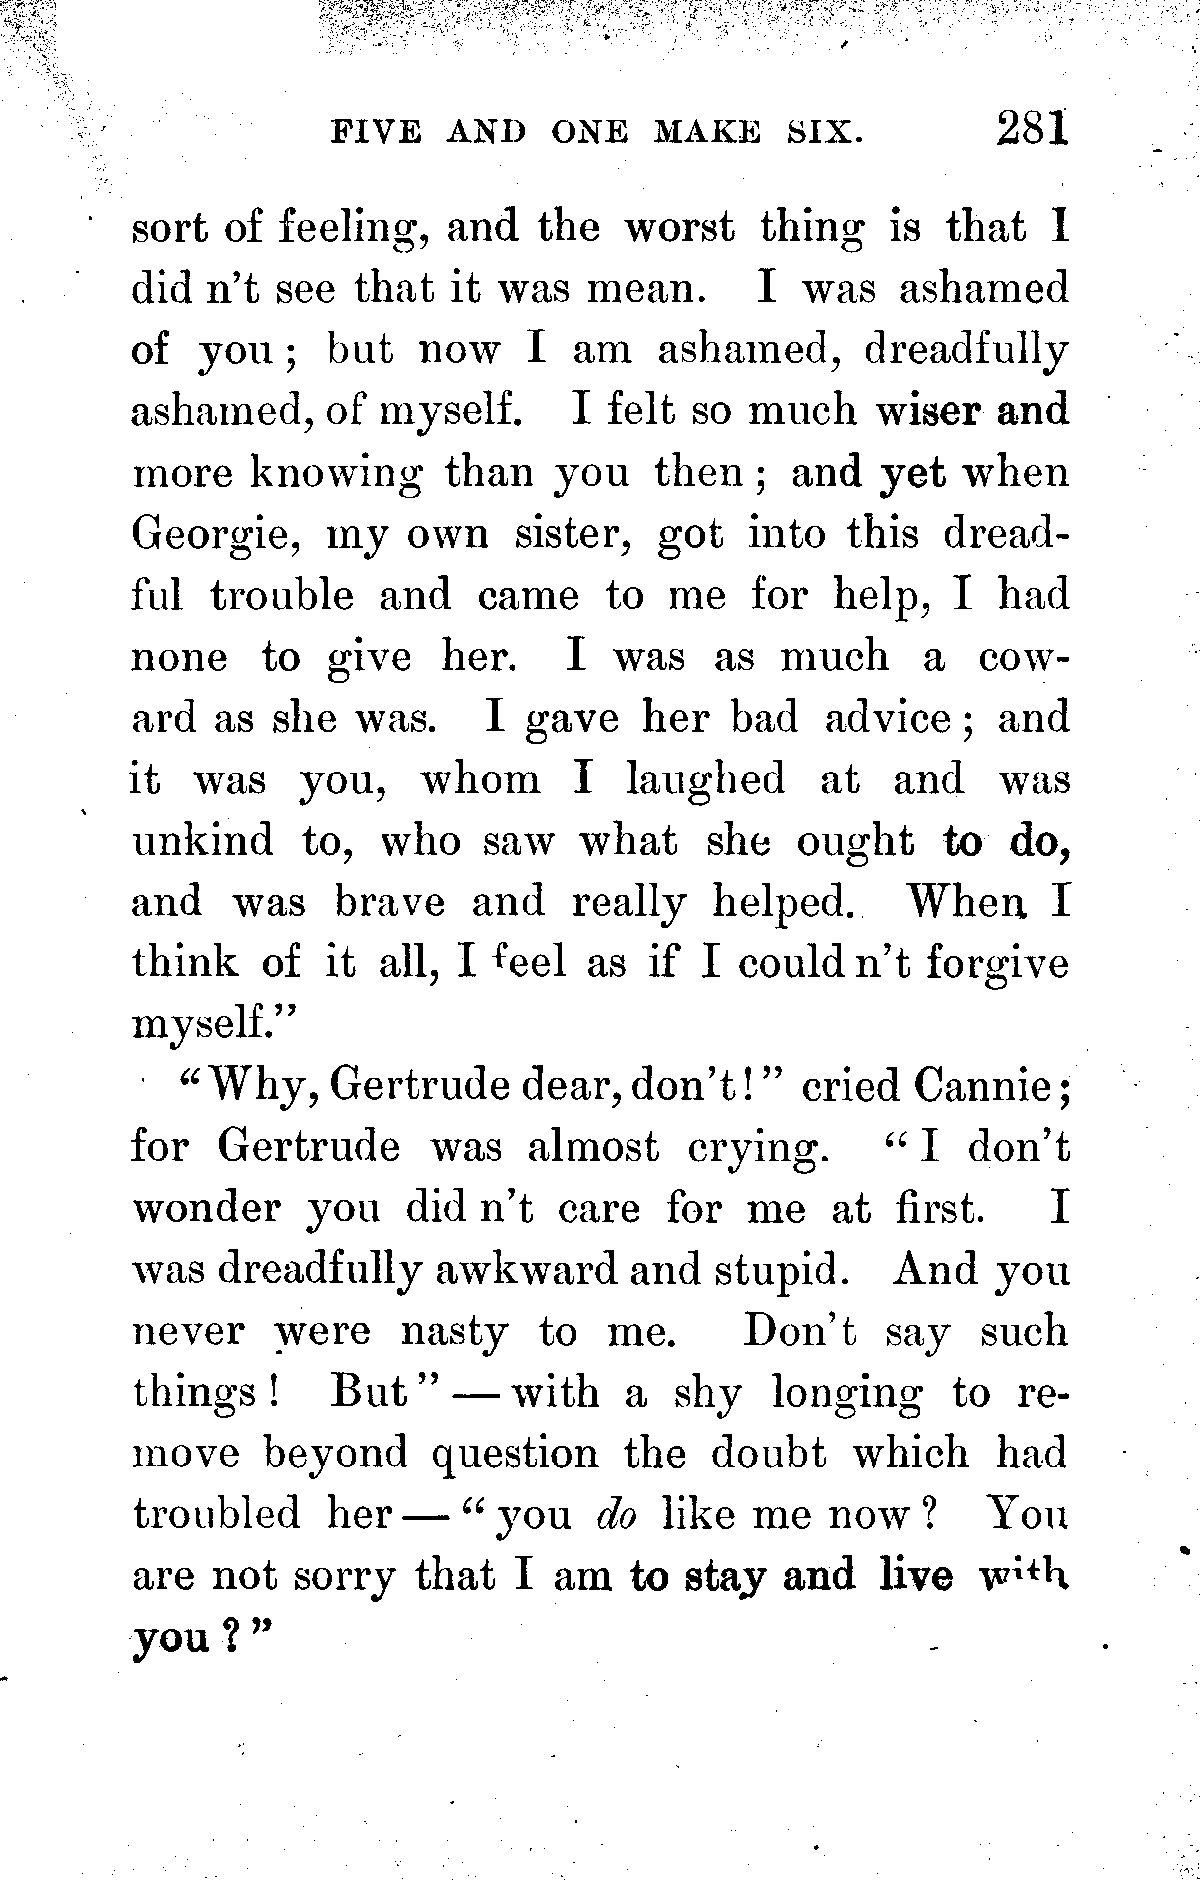 FIVE AND ONE MAKE SIX. 281
sort of feeling, and the worst thing is that I
did n't see that it was mean. I was ashamed
of you; but now I am ashamed, dreadfully
ashamed, of myself. I felt so much wiser and
more knowing than you then; and yet when
Georgie, my own sister, got into this dread-
ful trouble and came to me for help, I had
none to give her. I was as much a cow-
ard as she was. I gave her bad advice; and
it was you, whom I laughed at and was
unkind to, who saw what she ought to do,
and was brave and really helped. When I
think of it all, I feel as if I could n't forgive
myself."
"Why, Gertrude dear, don't!" cried Cannie;
for Gertrude was almost crying. "I don't
wonder you did n't care for me at first. I
was dreadfully awkward and stupid. And you
never were nasty to me. Don't say such
things! But" — with a shy longing to re-
move beyond question the doubt which had
troubled her — "you do like me now? You
are not sorry that I am to stay and live with
you?"